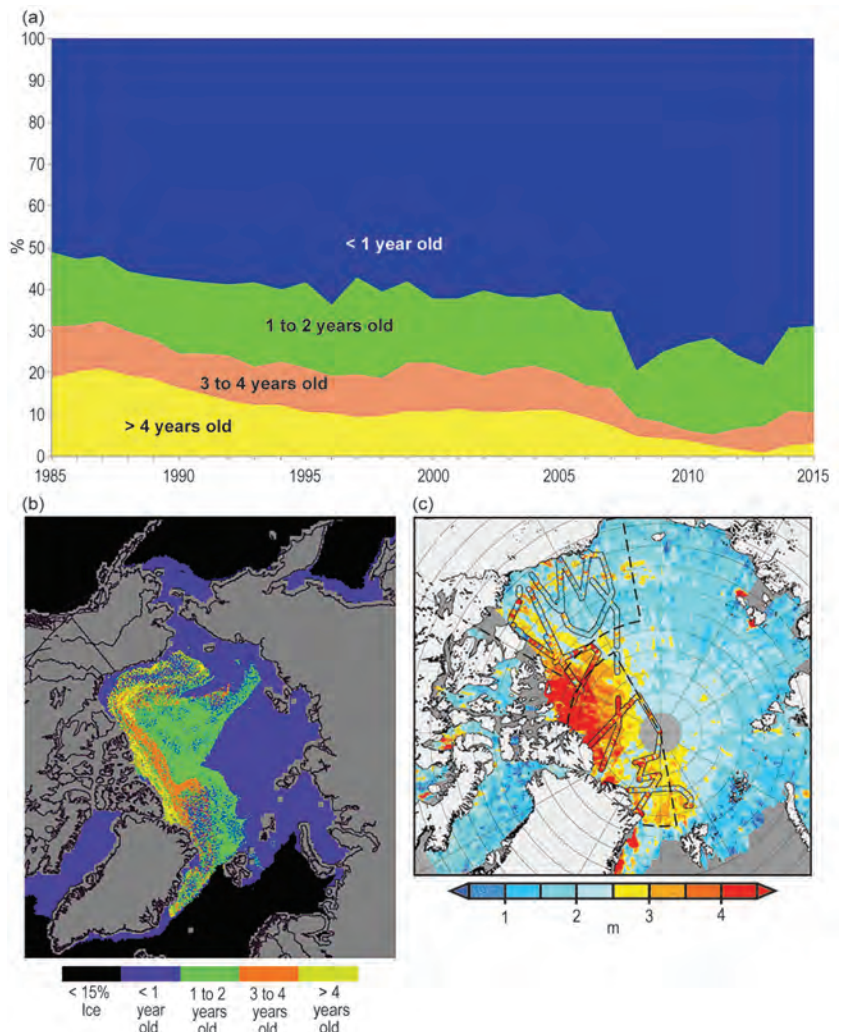 (a)
100
90
80
70
60
50
40
30
20
10
0
%
< 1 year old
1 to 2 years old
3 to 4 years old
> 4 years old
1985 1990 1995 2000 2005 2010 2015
(b)
< 15% < 1 1 to 2 3 to 4 > 4
Ice year years years years
old old old old
(c)
1 2 3 4
m